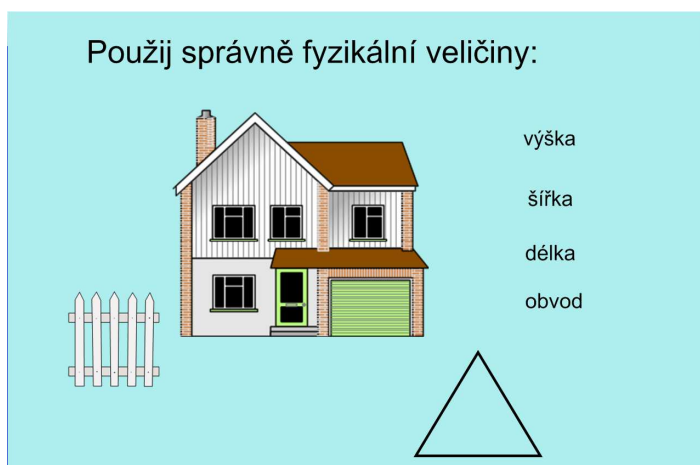 Použij správně fyzikální veličiny:
výška
šířka
délka
obvod